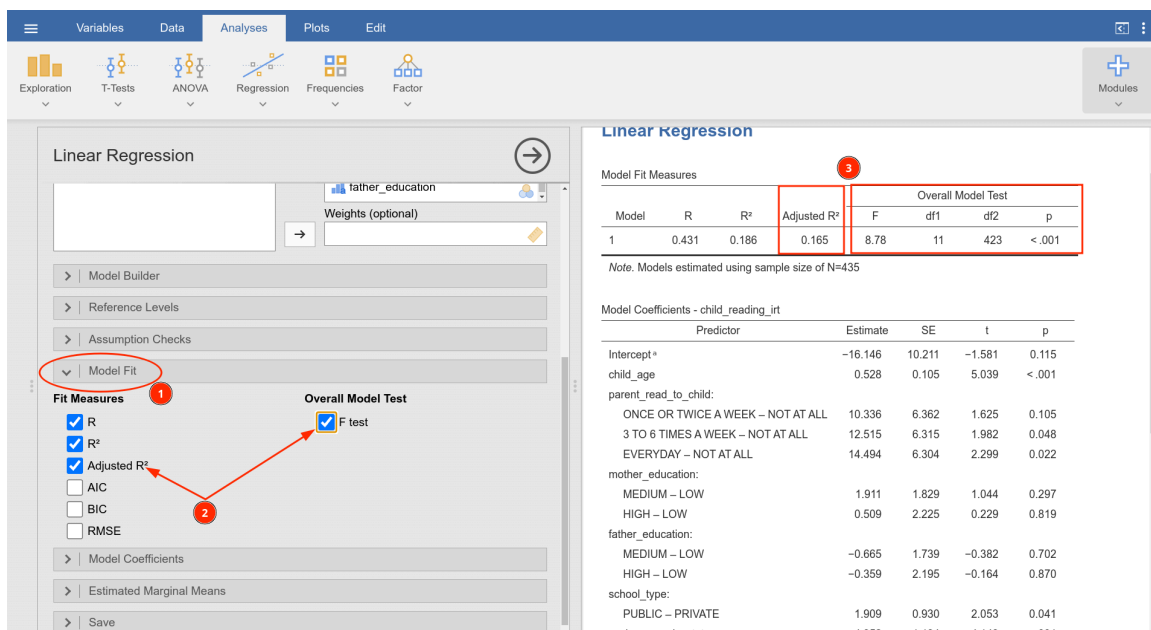 Variables Data Analyses Plots Edit
Exploration T-Tests ANOVA Regression Frequencies Factor Modules
Linear Regression
father_education
Weights (optional)
Model Builder
Reference Levels
Assumption Checks
Model Fit
1
Fit Measures Overall Model Test
R F test
R²
Adjusted R²
AIC
BIC
2
RMSE
Model Coefficients
Estimated Marginal Means
Save
Linear Regression
3
Model Fit Measures
Overall Model Test
Model R R² Adjusted R² F df1 df2 p
1 0.431 0.186 0.165 8.78 11 423 < .001
Note. Models estimated using sample size of N=435
Model Coefficients - child_reading_irt
Predictor Estimate SE t p
Intercept ᵃ −16.146 10.211 −1.581 0.115
child_age 0.528 0.105 5.039 < .001
parent_read_to_child:
ONCE OR TWICE A WEEK – NOT AT ALL 10.336 6.362 1.625 0.105
3 TO 6 TIMES A WEEK – NOT AT ALL 12.515 6.315 1.982 0.048
EVERYDAY – NOT AT ALL 14.494 6.304 2.299 0.022
mother_education:
MEDIUM – LOW 1.911 1.829 1.044 0.297
HIGH – LOW 0.509 2.225 0.229 0.819
father_education:
MEDIUM – LOW −0.665 1.739 −0.382 0.702
HIGH – LOW −0.359 2.195 −0.164 0.870
school_type:
PUBLIC – PRIVATE 1.909 0.930 2.053 0.041